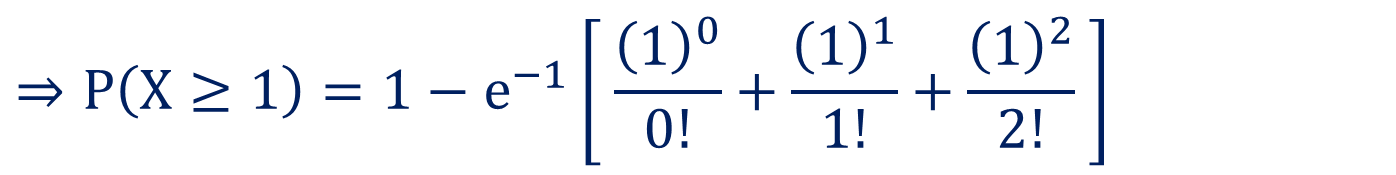 ⇒ P(X ≥ 1) = 1 − e⁻¹ [ (1)⁰/0! + (1)¹/1! + (1)²/2! ]